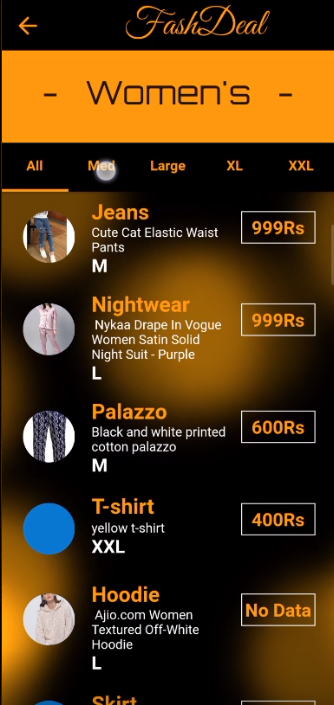 FashDeal
- Women's -
All Med Large XL XXL
Jeans
Cute Cat Elastic Waist
Pants
M
999Rs
Nightwear
Nykaa Drape In Vogue
Women Satin Solid
Night Suit - Purple
L
999Rs
Palazzo
Black and white printed
cotton palazzo
M
600Rs
T-shirt
yellow t-shirt
XXL
400Rs
Hoodie
Ajio.com Women
Textured Off-White
Hoodie
L
No Data
Skirt